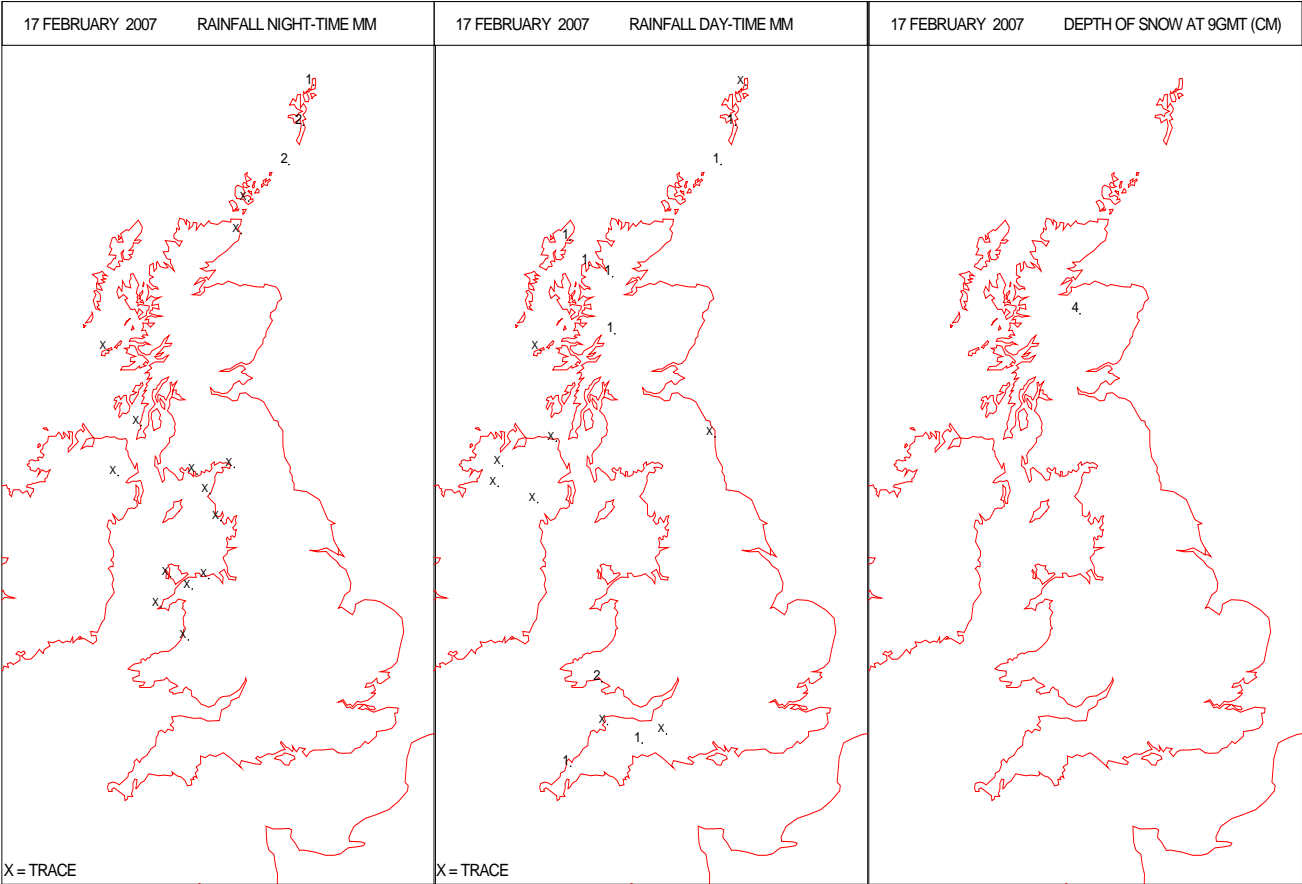 17 FEBRUARY 2007 RAINFALL NIGHT-TIME MM
1.
2.
2.
X.
X.
X.
X.
X.
X.
X.
X.
X.
X.
X.
X.
X.
X.
X = TRACE
17 FEBRUARY 2007 RAINFALL DAY-TIME MM
X.
1.
1.
1.
1.
1.
1.
X.
X.
X.
X.
X.
X.
2.
X.
X.
1.
1.
X = TRACE
17 FEBRUARY 2007 DEPTH OF SNOW AT 9GMT (CM)
4.